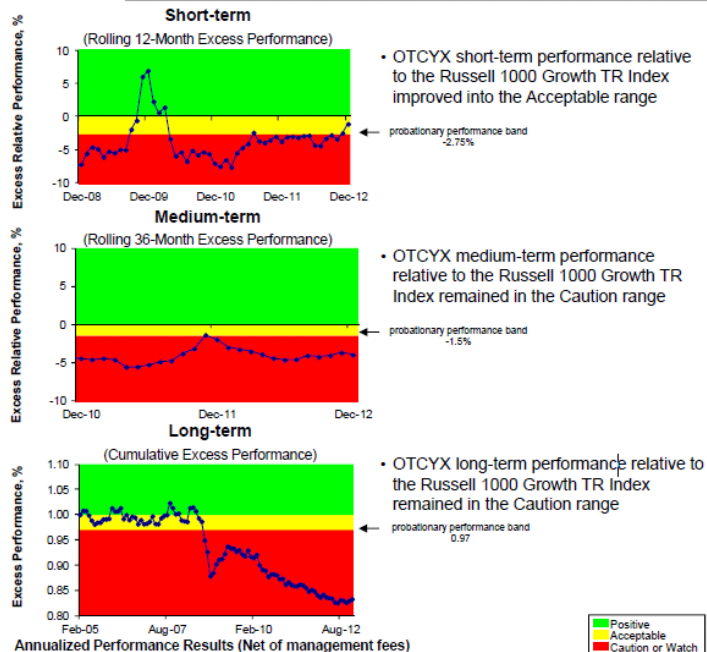 Short-term
(Rolling 12-Month Excess Performance)
Excess Relative Performance, %
10
5
0
-5
-10
Dec-08 Dec-09 Dec-10 Dec-11 Dec-12
• OTCYX short-term performance relative
to the Russell 1000 Growth TR Index
improved into the Acceptable range
probationary performance band
-2.75%
Medium-term
(Rolling 36-Month Excess Performance)
Excess Relative Performance, %
10
5
0
-5
-10
Dec-10 Dec-11 Dec-12
• OTCYX medium-term performance
relative to the Russell 1000 Growth TR
Index remained in the Caution range
probationary performance band
-1.5%
Long-term
(Cumulative Excess Performance)
Excess Performance, %
1.10
1.05
1.00
0.95
0.90
0.85
0.80
Feb-05 Aug-07 Feb-10 Aug-12
• OTCYX long-term performance relative to
the Russell 1000 Growth TR Index
remained in the Caution range
probationary performance band
0.97
Positive
Acceptable
Caution or Watch
Annualized Performance Results (Net of management fees)